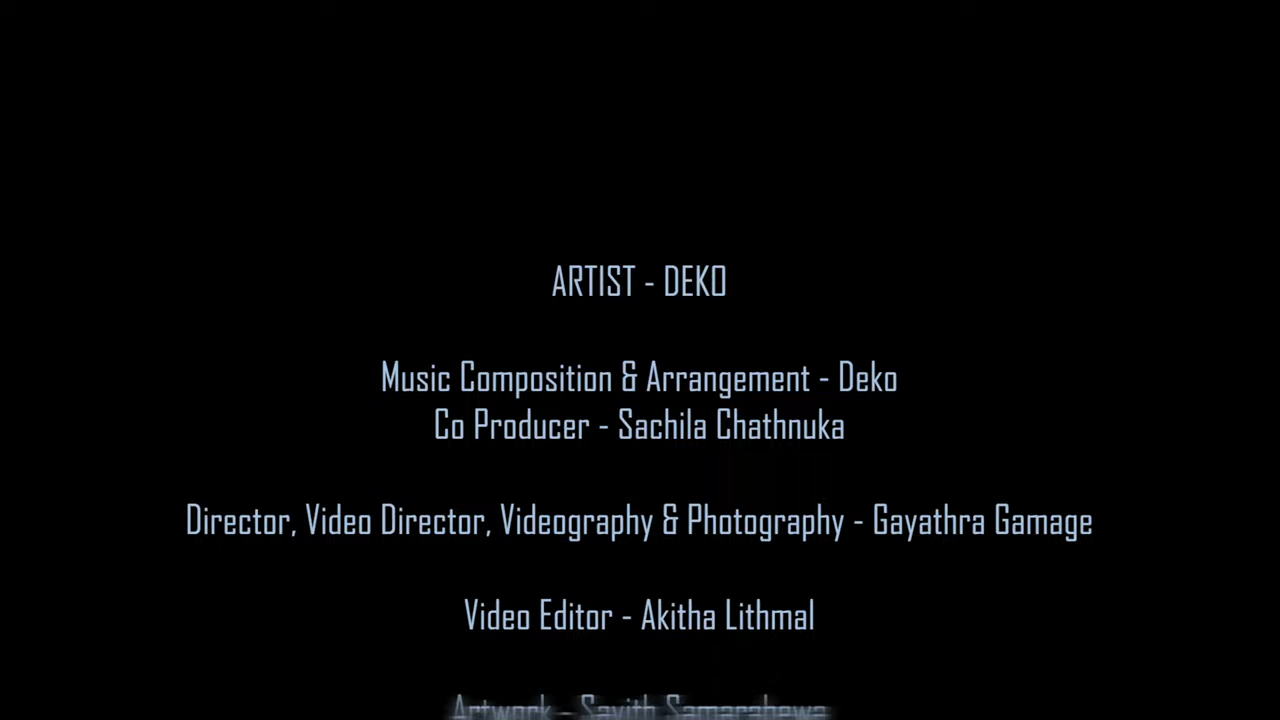 ARTIST - DEKO
Music Composition & Arrangement - Deko
Co Producer - Sachila Chathnuka
Director, Video Director, Videography & Photography - Gayathra Gamage
Video Editor - Akitha Lithmal
Artwork - Savith